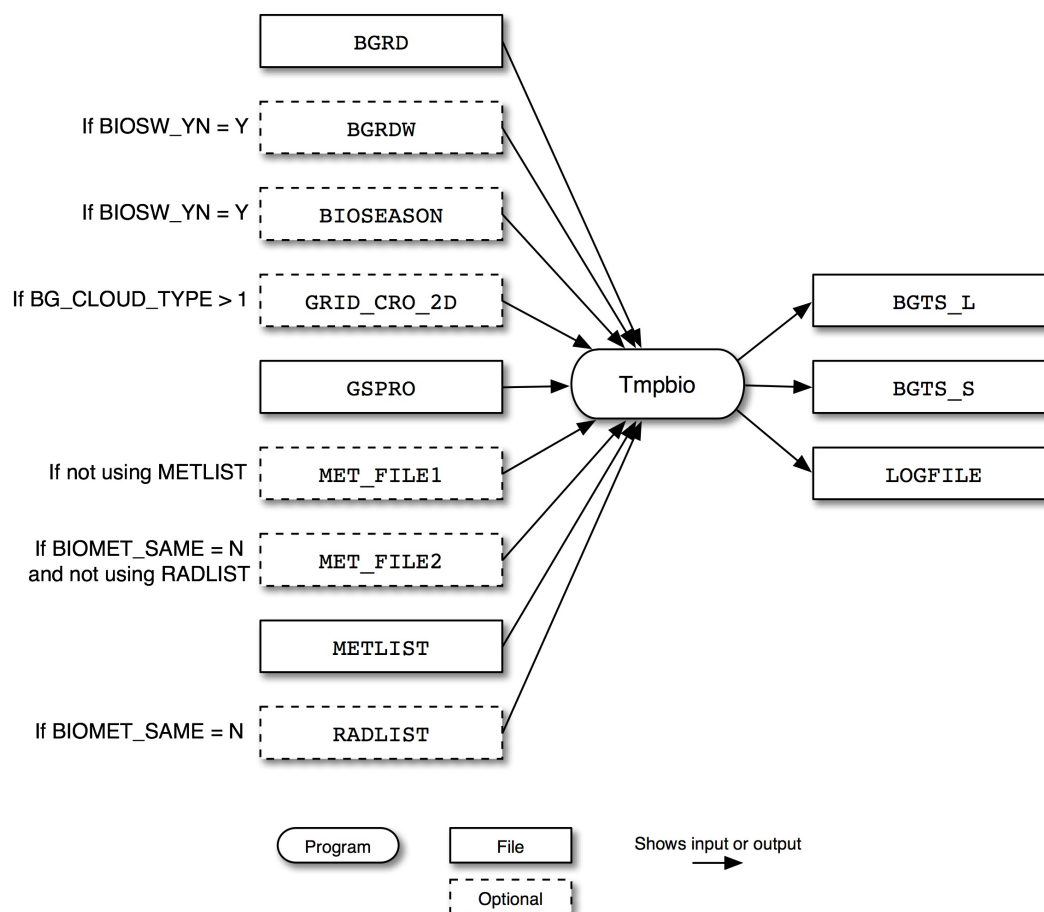 BGRD
If BIOSW_YN = Y
BGRDW
If BIOSW_YN = Y
BIOSEASON
If BG_CLOUD_TYPE > 1
GRID_CRO_2D
BGTS_L
GSPRO
Tmpbio
BGTS_S
If not using METLIST
MET_FILE1
LOGFILE
If BIOMET_SAME = N
and not using RADLIST
MET_FILE2
METLIST
If BIOMET_SAME = N
RADLIST
Program
File
Shows input or output
Optional